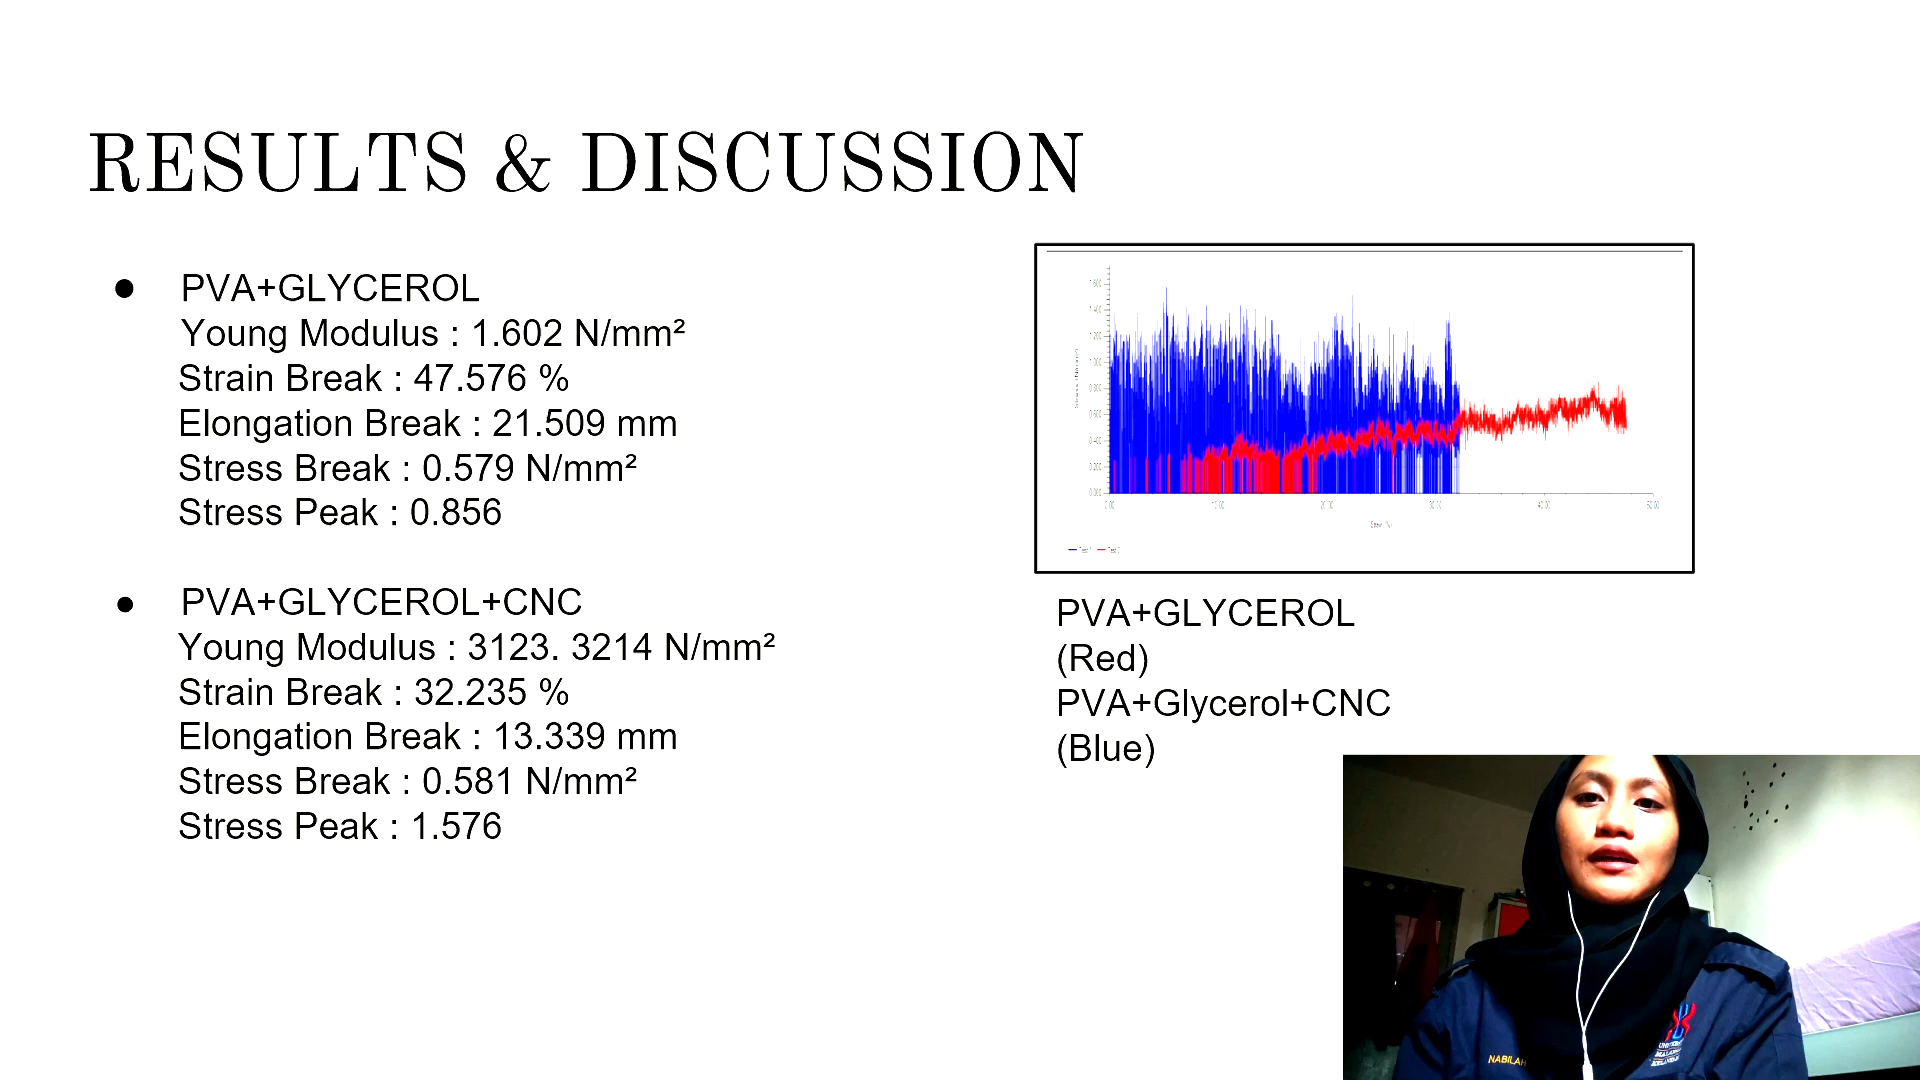 RESULTS & DISCUSSION
● PVA+GLYCEROL
Young Modulus : 1.602 N/mm²
Strain Break : 47.576 %
Elongation Break : 21.509 mm
Stress Break : 0.579 N/mm²
Stress Peak : 0.856
● PVA+GLYCEROL+CNC
Young Modulus : 3123. 3214 N/mm²
Strain Break : 32.235 %
Elongation Break : 13.339 mm
Stress Break : 0.581 N/mm²
Stress Peak : 1.576
PVA+GLYCEROL
(Red)
PVA+Glycerol+CNC
(Blue)
NABILAH